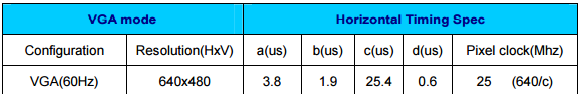 VGA mode Horizontal Timing Spec
Configuration Resolution(HxV) a(us) b(us) c(us) d(us) Pixel clock(Mhz)
VGA(60Hz) 640x480 3.8 1.9 25.4 0.6 25 (640/c)